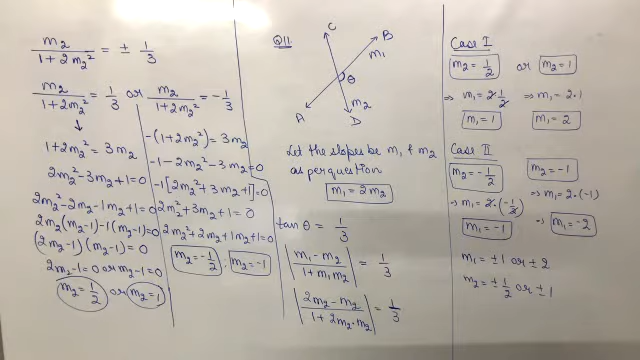 Q11
C
B
m₁
θ
m₂
A
D
Let the slopes be m₁ & m₂
as per question
m₁ = 2m₂
tan θ = 1/3
|m₁ - m₂ / 1 + m₁m₂| = 1/3
|2m₂ - m₂ / 1 + 2m₂·m₂| = 1/3
m₂ / 1 + 2m₂² = ± 1/3
m₂ / 1 + 2m₂² = 1/3 or m₂ / 1 + 2m₂² = -1/3
↓
1 + 2m₂² = 3m₂
2m₂² - 3m₂ + 1 = 0
2m₂² - 2m₂ - 1m₂ + 1 = 0
2m₂(m₂-1) - 1(m₂-1) = 0
(2m₂-1)(m₂-1) = 0
2m₂-1 = 0 or m₂-1 = 0
m₂ = 1/2 or m₂ = 1
-(1 + 2m₂²) = 3m₂
-1 - 2m₂² - 3m₂ = 0
-1[2m₂² + 3m₂ + 1] = 0
2m₂² + 3m₂ + 1 = 0
2m₂² + 2m₂ + 1m₂ + 1 = 0
m₂ = -1/2 m₂ = -1
Case I
m₂ = 1/2 or m₂ = 1
⇒ m₁ = 2·1/2 ⇒ m₁ = 2·1
m₁ = 1 m₁ = 2
Case II
m₂ = -1/2 m₂ = -1
⇒ m₁ = 2·(-1/2) ⇒ m₁ = 2·(-1)
m₁ = -1 ⇒ m₁ = -2
m₁ = ±1 or ±2
m₂ = ± 1/2 or ±1